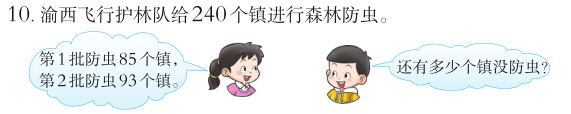 10. 渝西飞行护林队给240个镇进行森林防虫。
第1批防虫85个镇，
第2批防虫93个镇。
还有多少个镇没防虫？